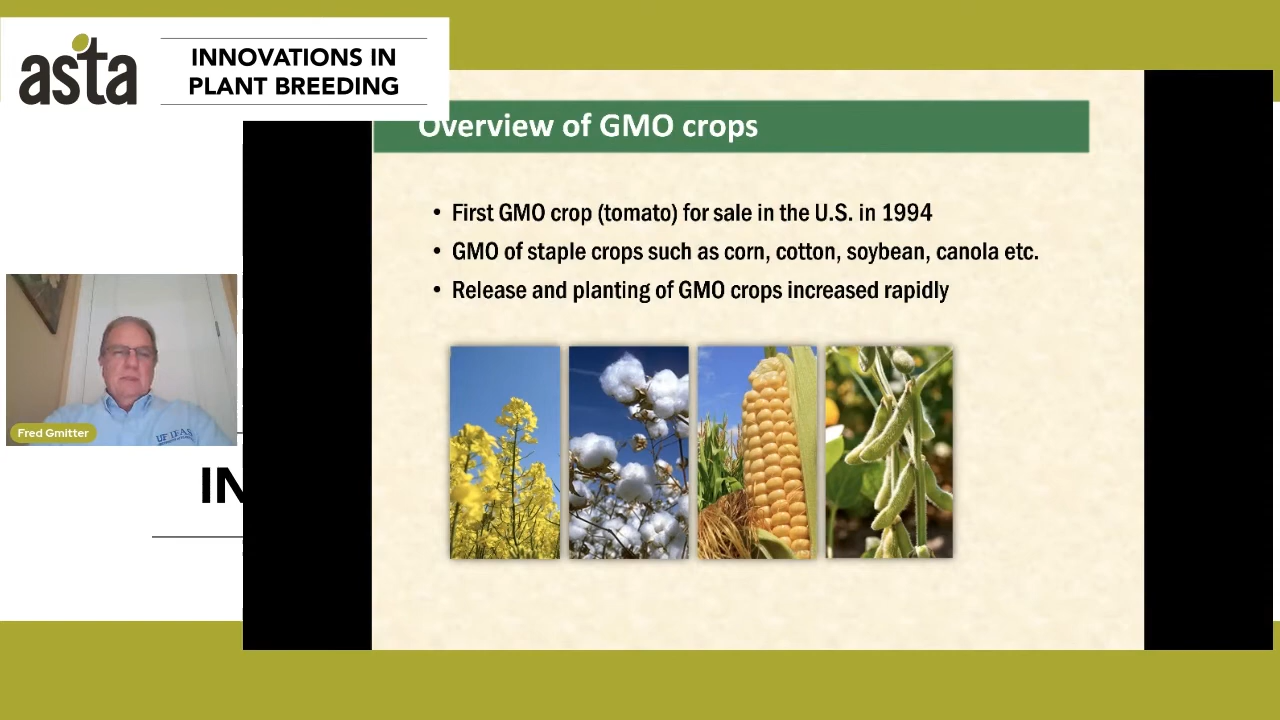 asta
INNOVATIONS IN
PLANT BREEDING
Overview of GMO crops
• First GMO crop (tomato) for sale in the U.S. in 1994
• GMO of staple crops such as corn, cotton, soybean, canola etc.
• Release and planting of GMO crops increased rapidly
UF IFAS
Fred Gmitter
IN